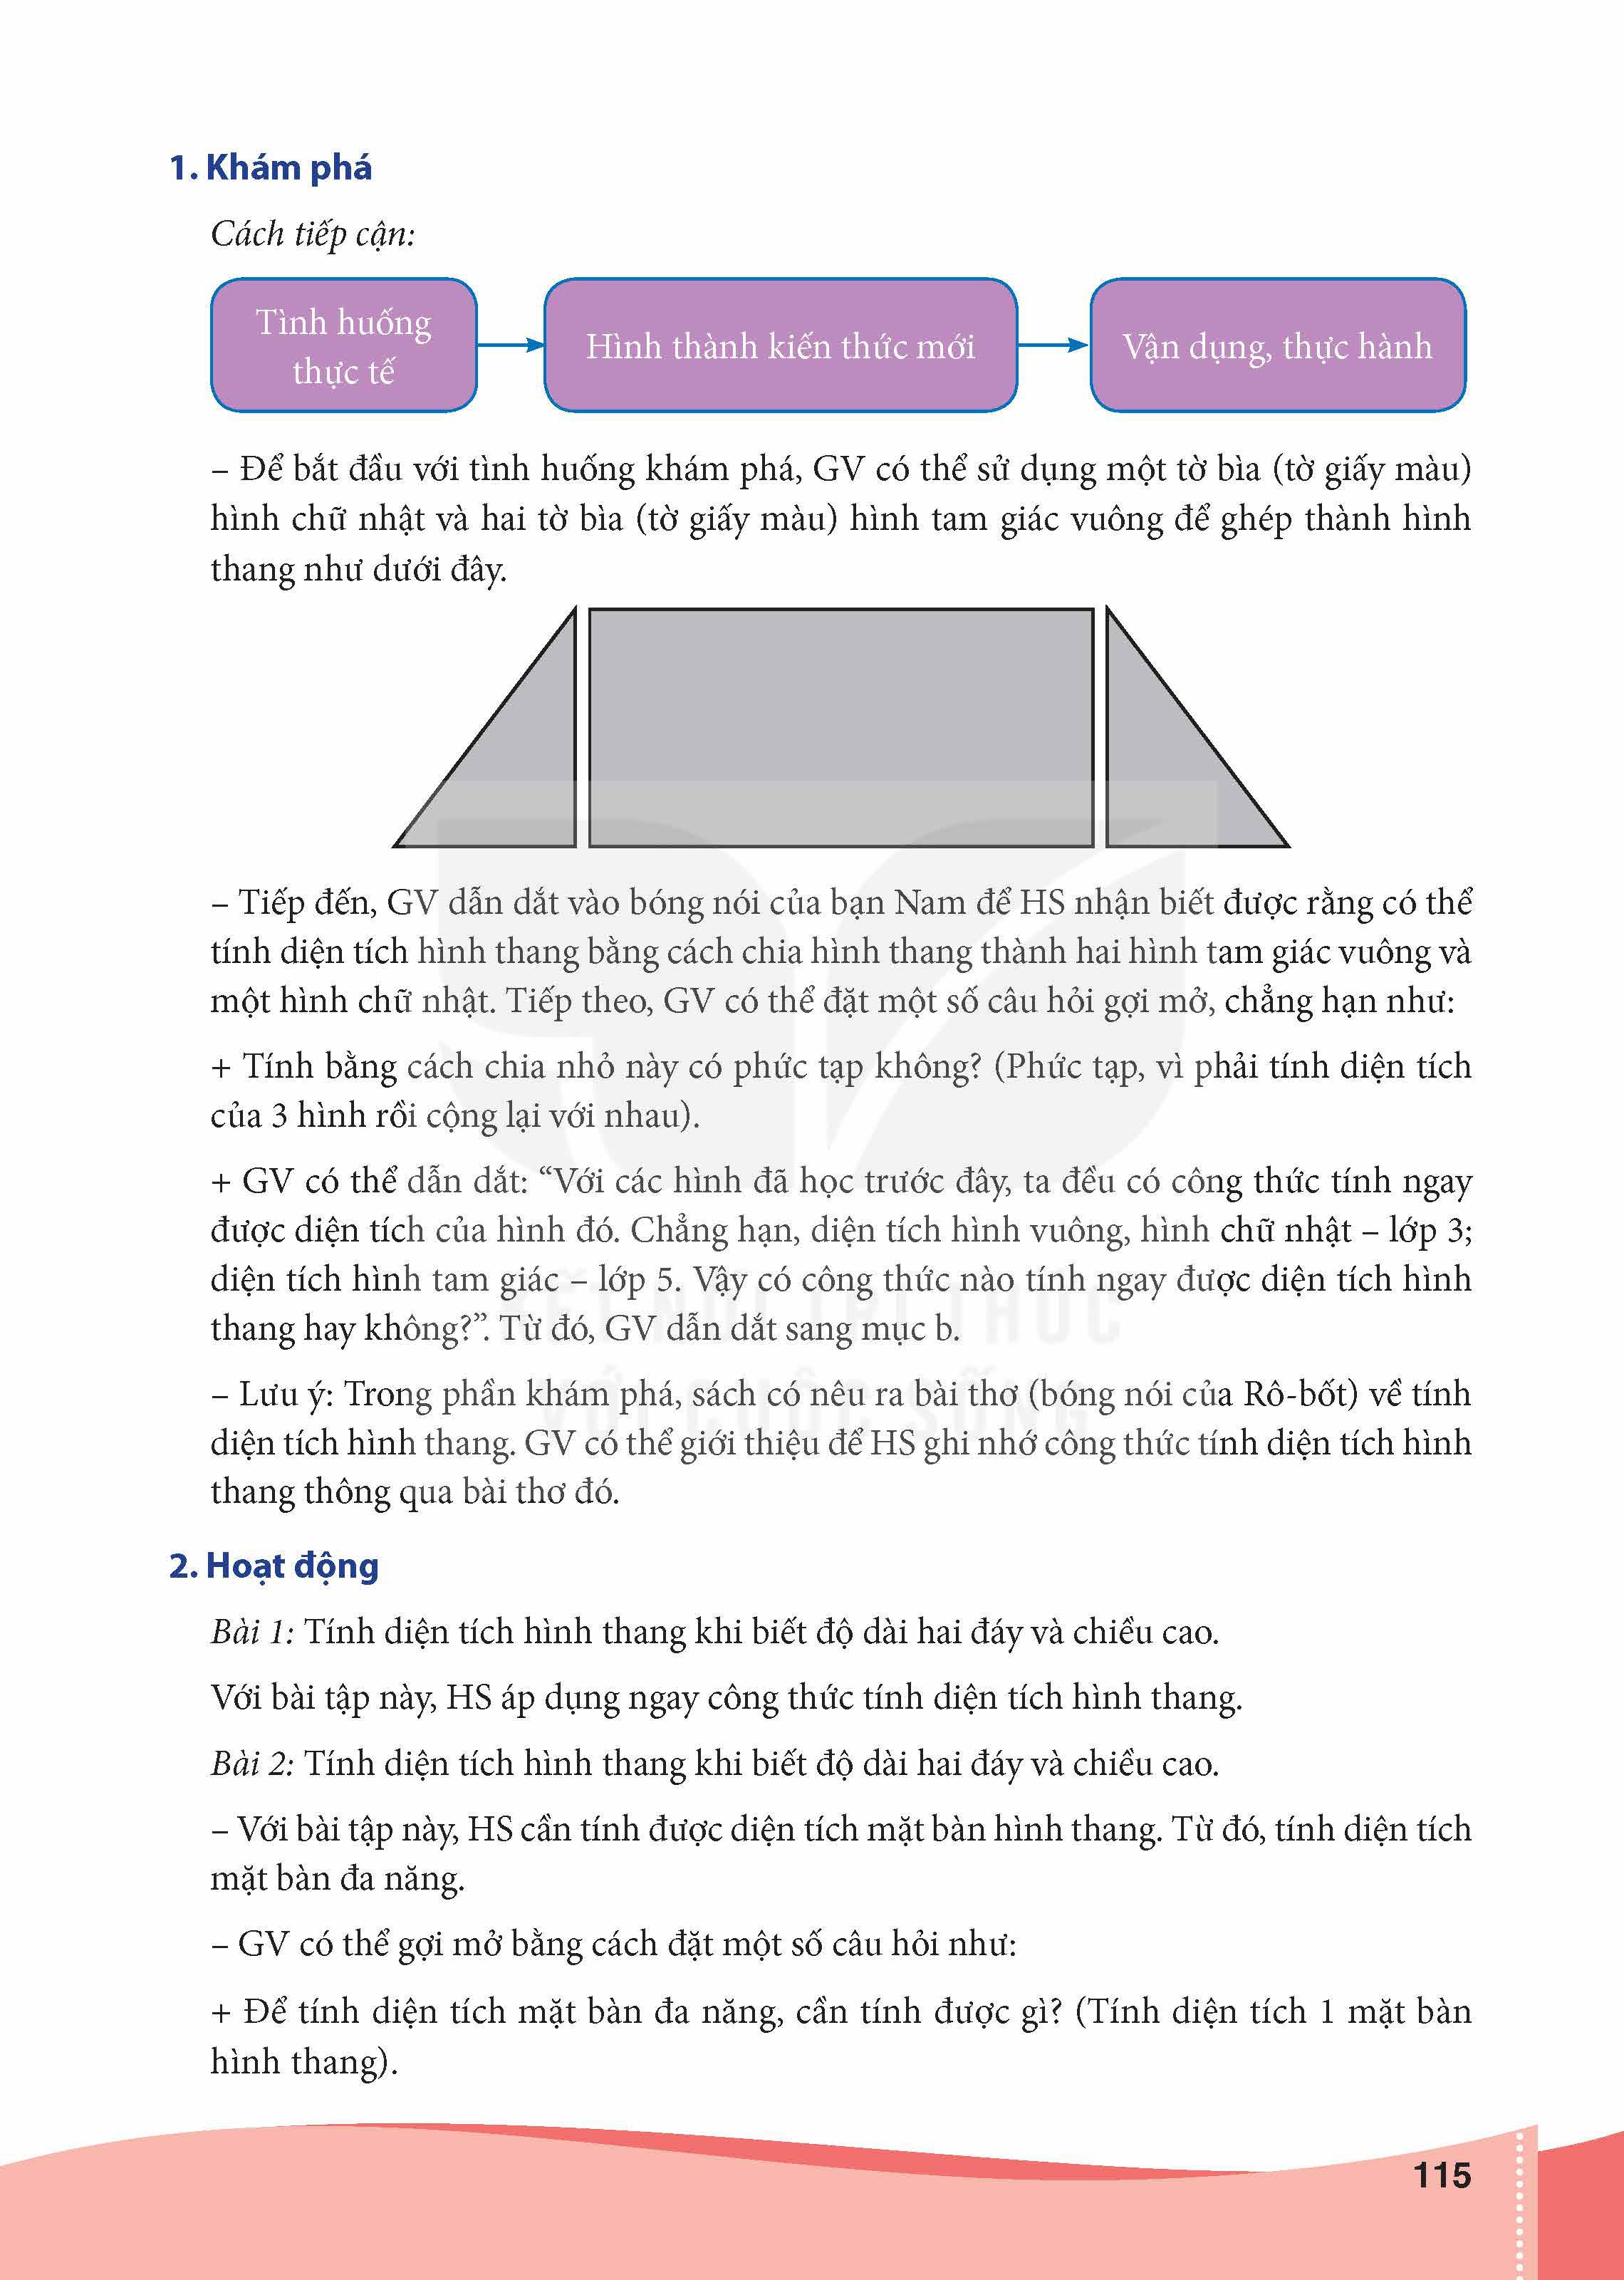 1. Khám phá
Cách tiếp cận:
Tình huống
thực tế
Hình thành kiến thức mới
Vận dụng, thực hành
– Để bắt đầu với tình huống khám phá, GV có thể sử dụng một tờ bìa (tờ giấy màu)
hình chữ nhật và hai tờ bìa (tờ giấy màu) hình tam giác vuông để ghép thành hình
thang như dưới đây.
– Tiếp đến, GV dẫn dắt vào bóng nói của bạn Nam để HS nhận biết được rằng có thể
tính diện tích hình thang bằng cách chia hình thang thành hai hình tam giác vuông và
một hình chữ nhật. Tiếp theo, GV có thể đặt một số câu hỏi gợi mở, chẳng hạn như:
+ Tính bằng cách chia nhỏ này có phức tạp không? (Phức tạp, vì phải tính diện tích
của 3 hình rồi cộng lại với nhau).
+ GV có thể dẫn dắt: “Với các hình đã học trước đây, ta đều có công thức tính ngay
được diện tích của hình đó. Chẳng hạn, diện tích hình vuông, hình chữ nhật – lớp 3;
diện tích hình tam giác – lớp 5. Vậy có công thức nào tính ngay được diện tích hình
thang hay không?”. Từ đó, GV dẫn dắt sang mục b.
– Lưu ý: Trong phần khám phá, sách có nêu ra bài thơ (bóng nói của Rô-bốt) về tính
diện tích hình thang. GV có thể giới thiệu để HS ghi nhớ công thức tính diện tích hình
thang thông qua bài thơ đó.
KẾT NỐI TRI THỨC
VỚI CUỘC SỐNG
2. Hoạt động
Bài 1: Tính diện tích hình thang khi biết độ dài hai đáy và chiều cao.
Với bài tập này, HS áp dụng ngay công thức tính diện tích hình thang.
Bài 2: Tính diện tích hình thang khi biết độ dài hai đáy và chiều cao.
– Với bài tập này, HS cần tính được diện tích mặt bàn hình thang. Từ đó, tính diện tích
mặt bàn đa năng.
– GV có thể gợi mở bằng cách đặt một số câu hỏi như:
+ Để tính diện tích mặt bàn đa năng, cần tính được gì? (Tính diện tích 1 mặt bàn
hình thang).
115